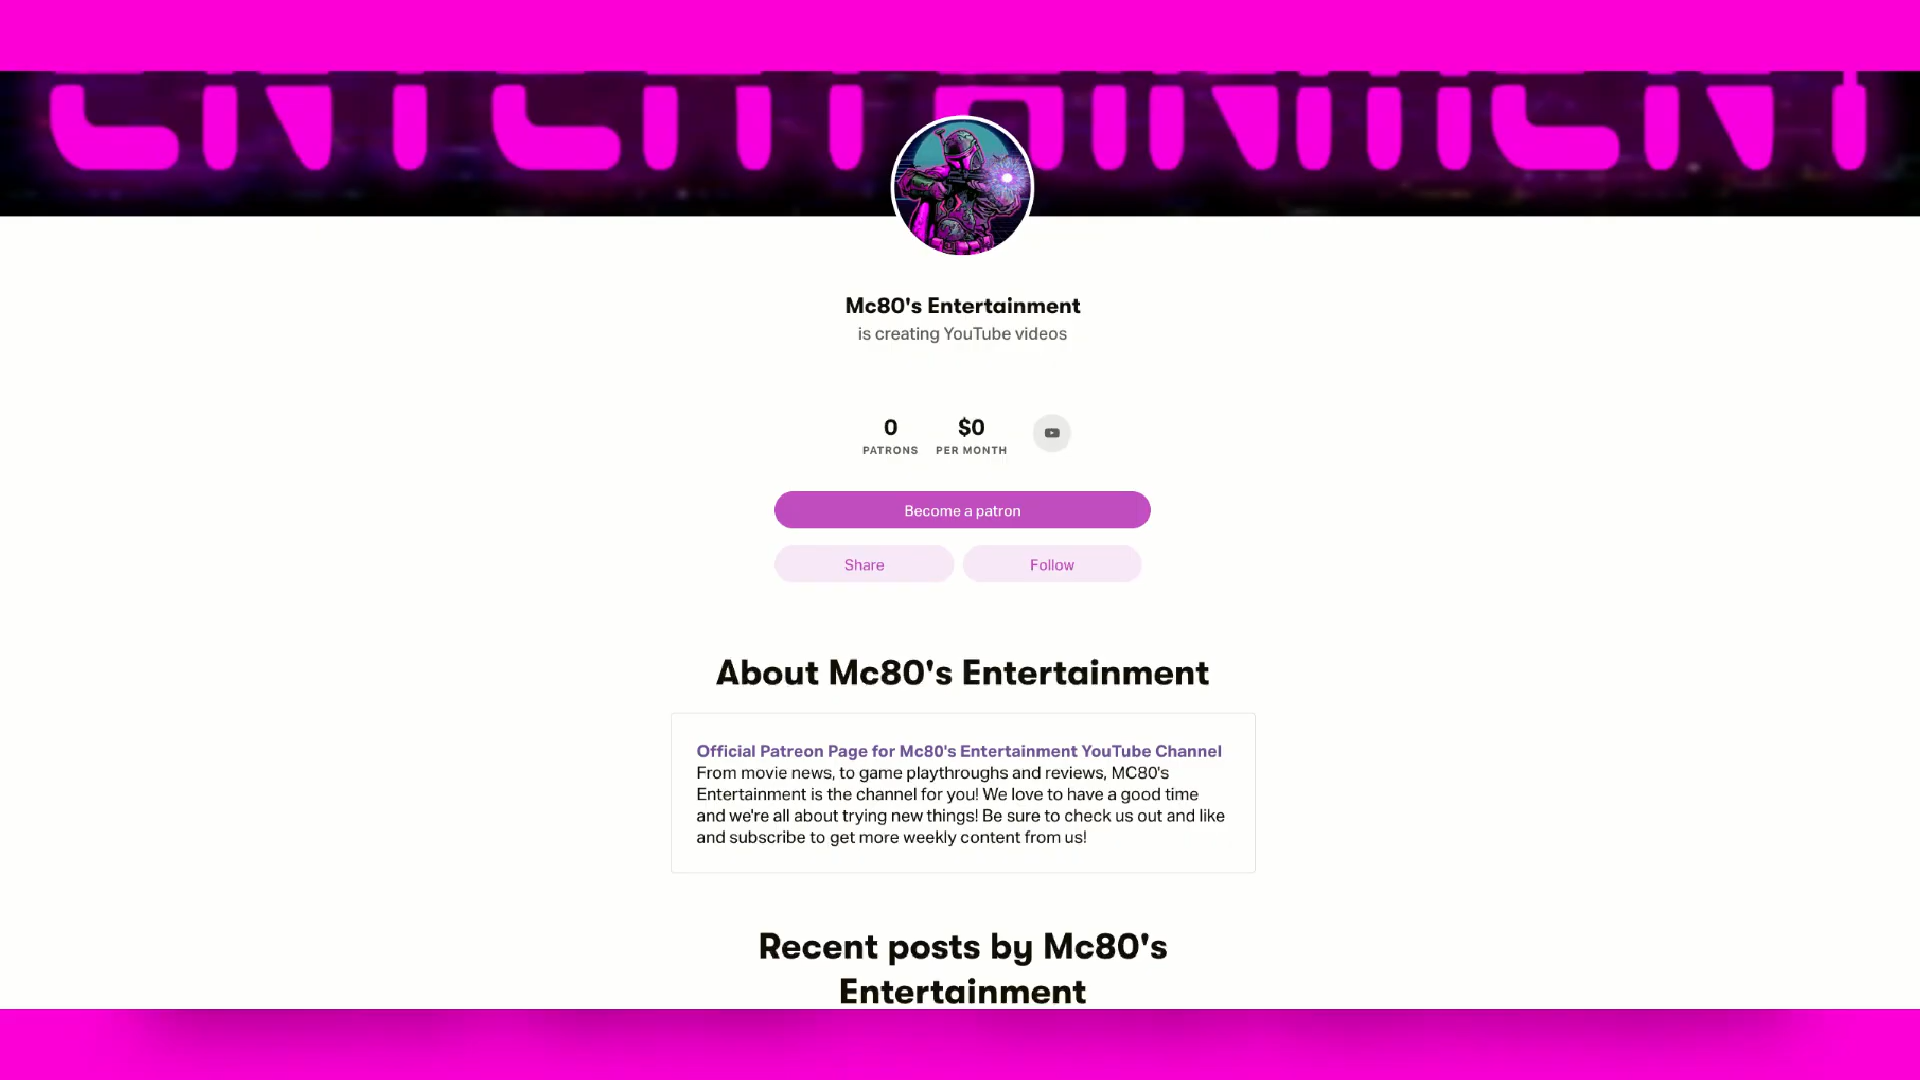 ENTERTAINMENT
Mc80's Entertainment
is creating YouTube videos
0
PATRONS
$0
PER MONTH
Become a patron
Share
Follow
About Mc80's Entertainment
Official Patreon Page for Mc80's Entertainment YouTube Channel
From movie news, to game playthroughs and reviews, MC80's
Entertainment is the channel for you! We love to have a good time
and we're all about trying new things! Be sure to check us out and like
and subscribe to get more weekly content from us!
Recent posts by Mc80's
Entertainment